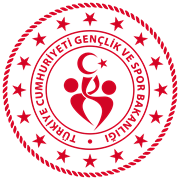 TÜRKİYE CUMHURİYETİ GENÇLİK VE SPOR BAKANLIĞI